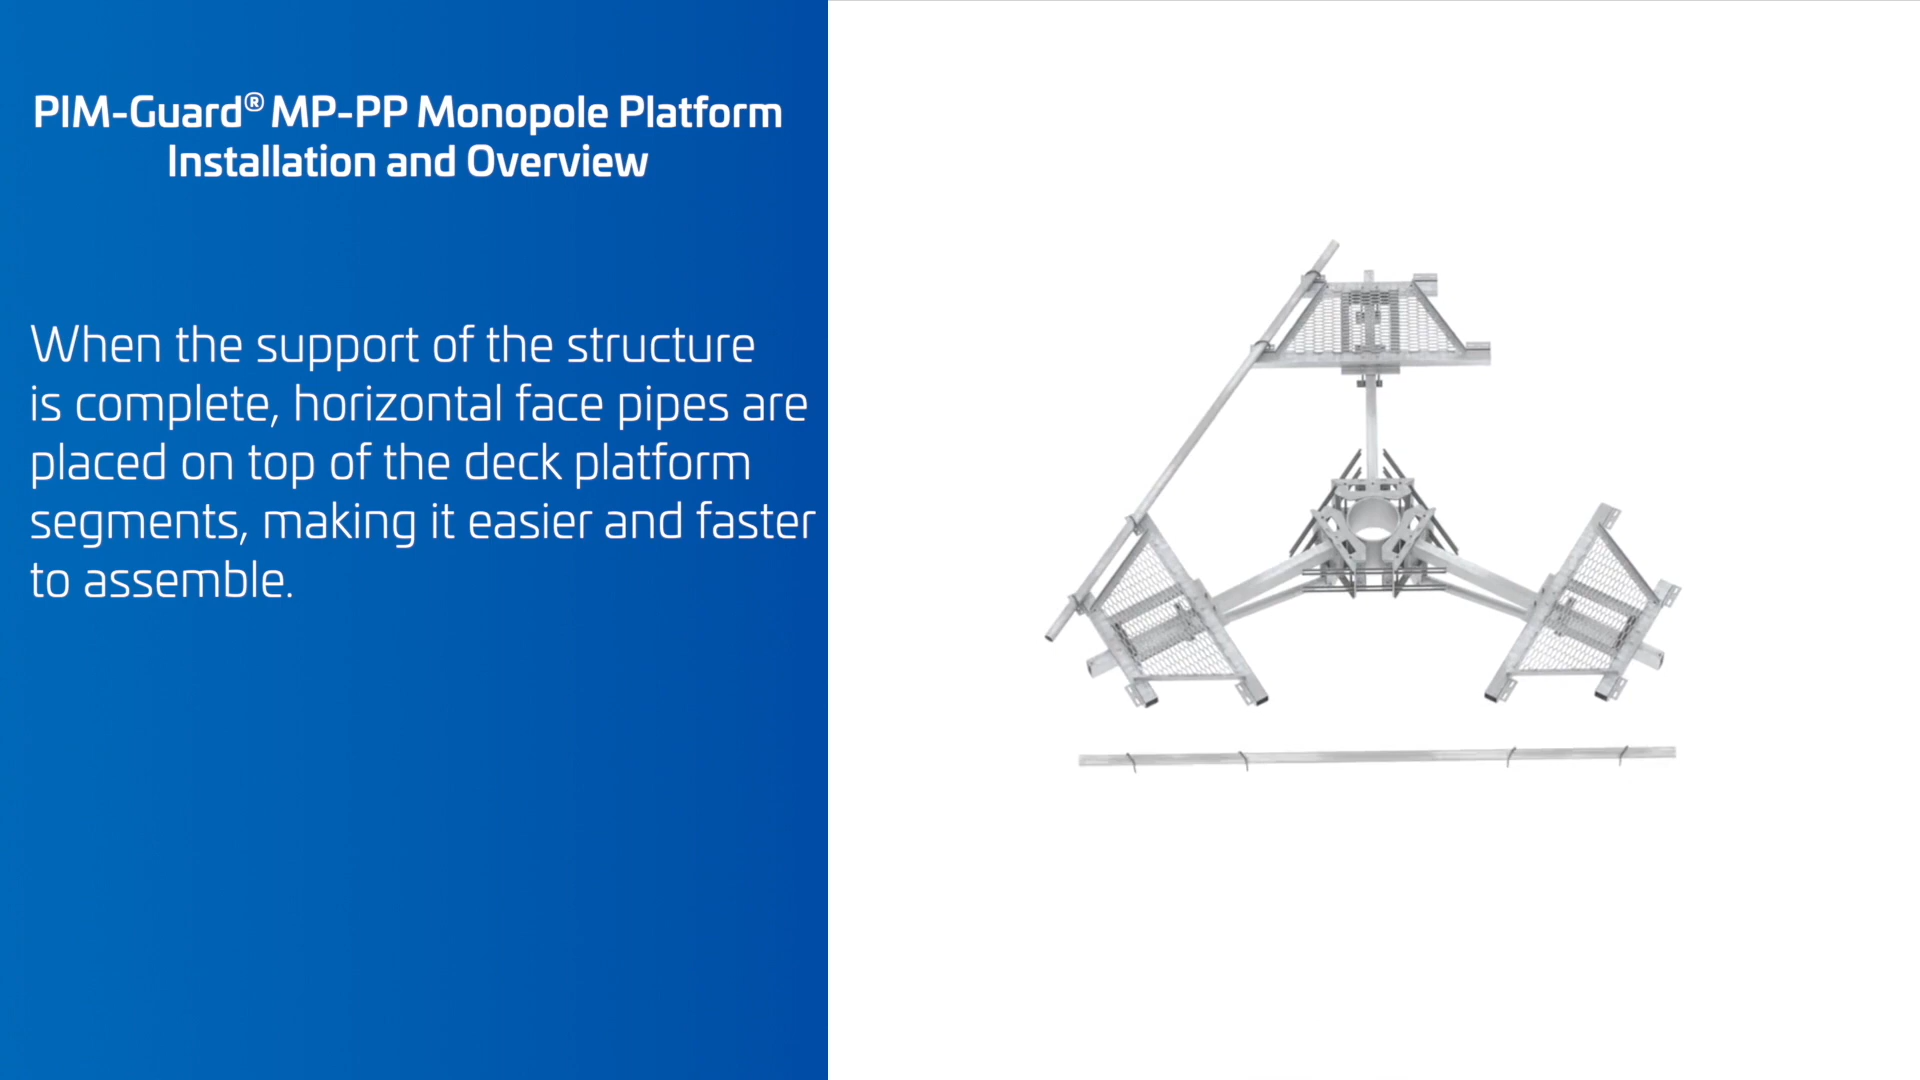 PIM-Guard® MP-PP Monopole Platform
Installation and Overview
When the support of the structure
is complete, horizontal face pipes are
placed on top of the deck platform
segments, making it easier and faster
to assemble.